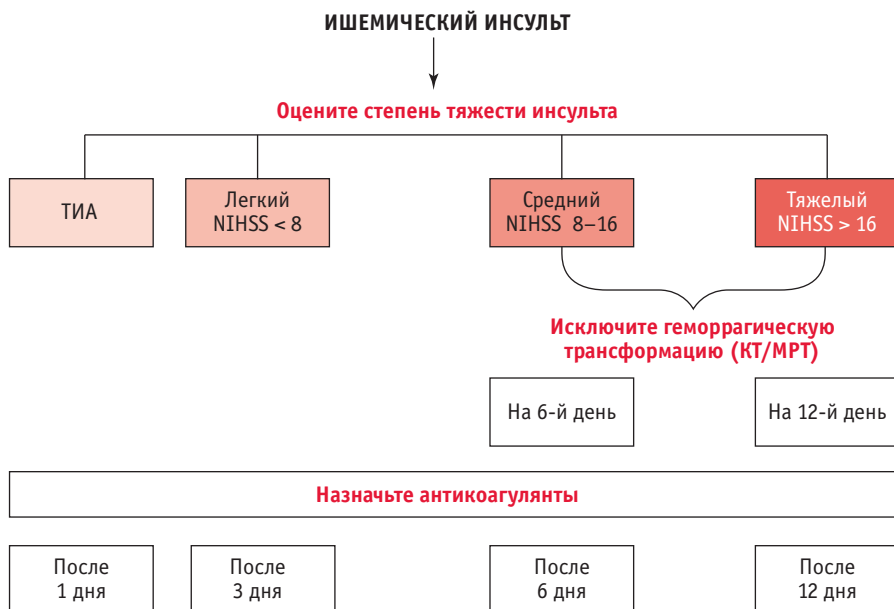 ИШЕМИЧЕСКИЙ ИНСУЛЬТ
Оцените степень тяжести инсульта
ТИА
Легкий
NIHSS < 8
Средний
NIHSS 8–16
Тяжелый
NIHSS > 16
Исключите геморрагическую
трансформацию (КТ/МРТ)
На 6-й день
На 12-й день
Назначьте антикоагулянты
После
1 дня
После
3 дня
После
6 дня
После
12 дня